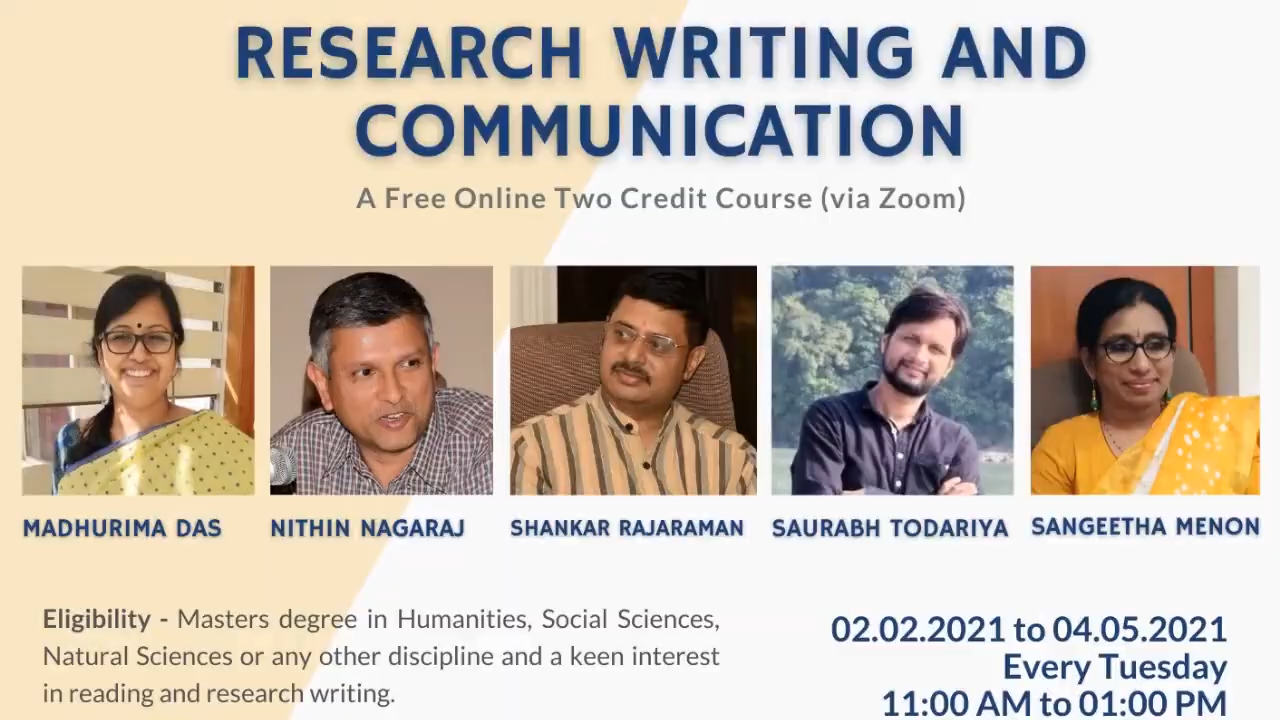 RESEARCH WRITING AND
COMMUNICATION
A Free Online Two Credit Course (via Zoom)
MADHURIMA DAS
NITHIN NAGARAJ
SHANKAR RAJARAMAN
SAURABH TODARIYA
SANGEETHA MENON
Eligibility - Masters degree in Humanities, Social Sciences,
Natural Sciences or any other discipline and a keen interest
in reading and research writing.
02.02.2021 to 04.05.2021
Every Tuesday
11:00 AM to 01:00 PM